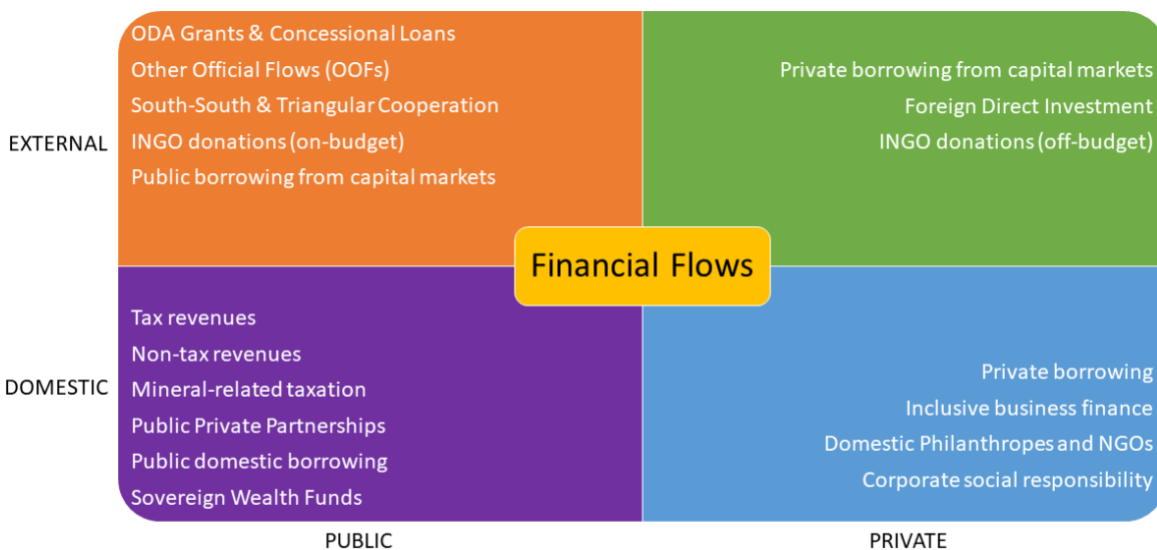 ODA Grants & Concessional Loans
Other Official Flows (OOFs)
South-South & Triangular Cooperation
INGO donations (on-budget)
Public borrowing from capital markets
Private borrowing from capital markets
Foreign Direct Investment
INGO donations (off-budget)
EXTERNAL
Financial Flows
Tax revenues
Non-tax revenues
Mineral-related taxation
Public Private Partnerships
Public domestic borrowing
Sovereign Wealth Funds
Private borrowing
Inclusive business finance
Domestic Philanthropes and NGOs
Corporate social responsibility
DOMESTIC
PUBLIC
PRIVATE